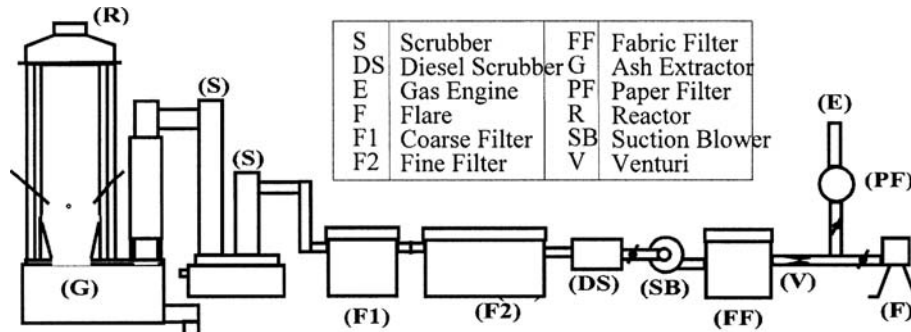 (R)
S Scrubber FF Fabric Filter
DS Diesel Scrubber G Ash Extractor
E Gas Engine PF Paper Filter
F Flare R Reactor
F1 Coarse Filter SB Suction Blower
F2 Fine Filter V Venturi
(S)
(S)
(E)
(PF)
(G)
(F1)
(F2)
(DS)
(SB)
(FF)
(V)
(F)